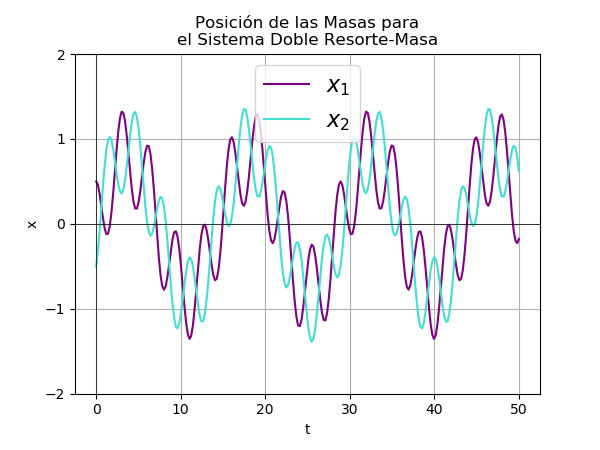 Posición de las Masas para
el Sistema Doble Resorte-Masa
x₁
x₂
2
1
0
−1
−2
x
0 10 20 30 40 50
t